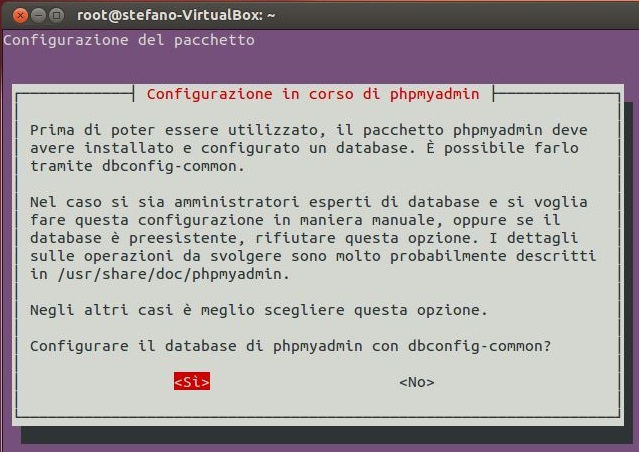 root@stefano-VirtualBox: ~
Configurazione del pacchetto
Configurazione in corso di phpmyadmin
Prima di poter essere utilizzato, il pacchetto phpmyadmin deve
avere installato e configurato un database. È possibile farlo
tramite dbconfig-common.
Nel caso si sia amministratori esperti di database e si voglia
fare questa configurazione in maniera manuale, oppure se il
database è preesistente, rifiutare questa opzione. I dettagli
sulle operazioni da svolgere sono molto probabilmente descritti
in /usr/share/doc/phpmyadmin.
Negli altri casi è meglio scegliere questa opzione.
Configurare il database di phpmyadmin con dbconfig-common?
<Sì> <No>